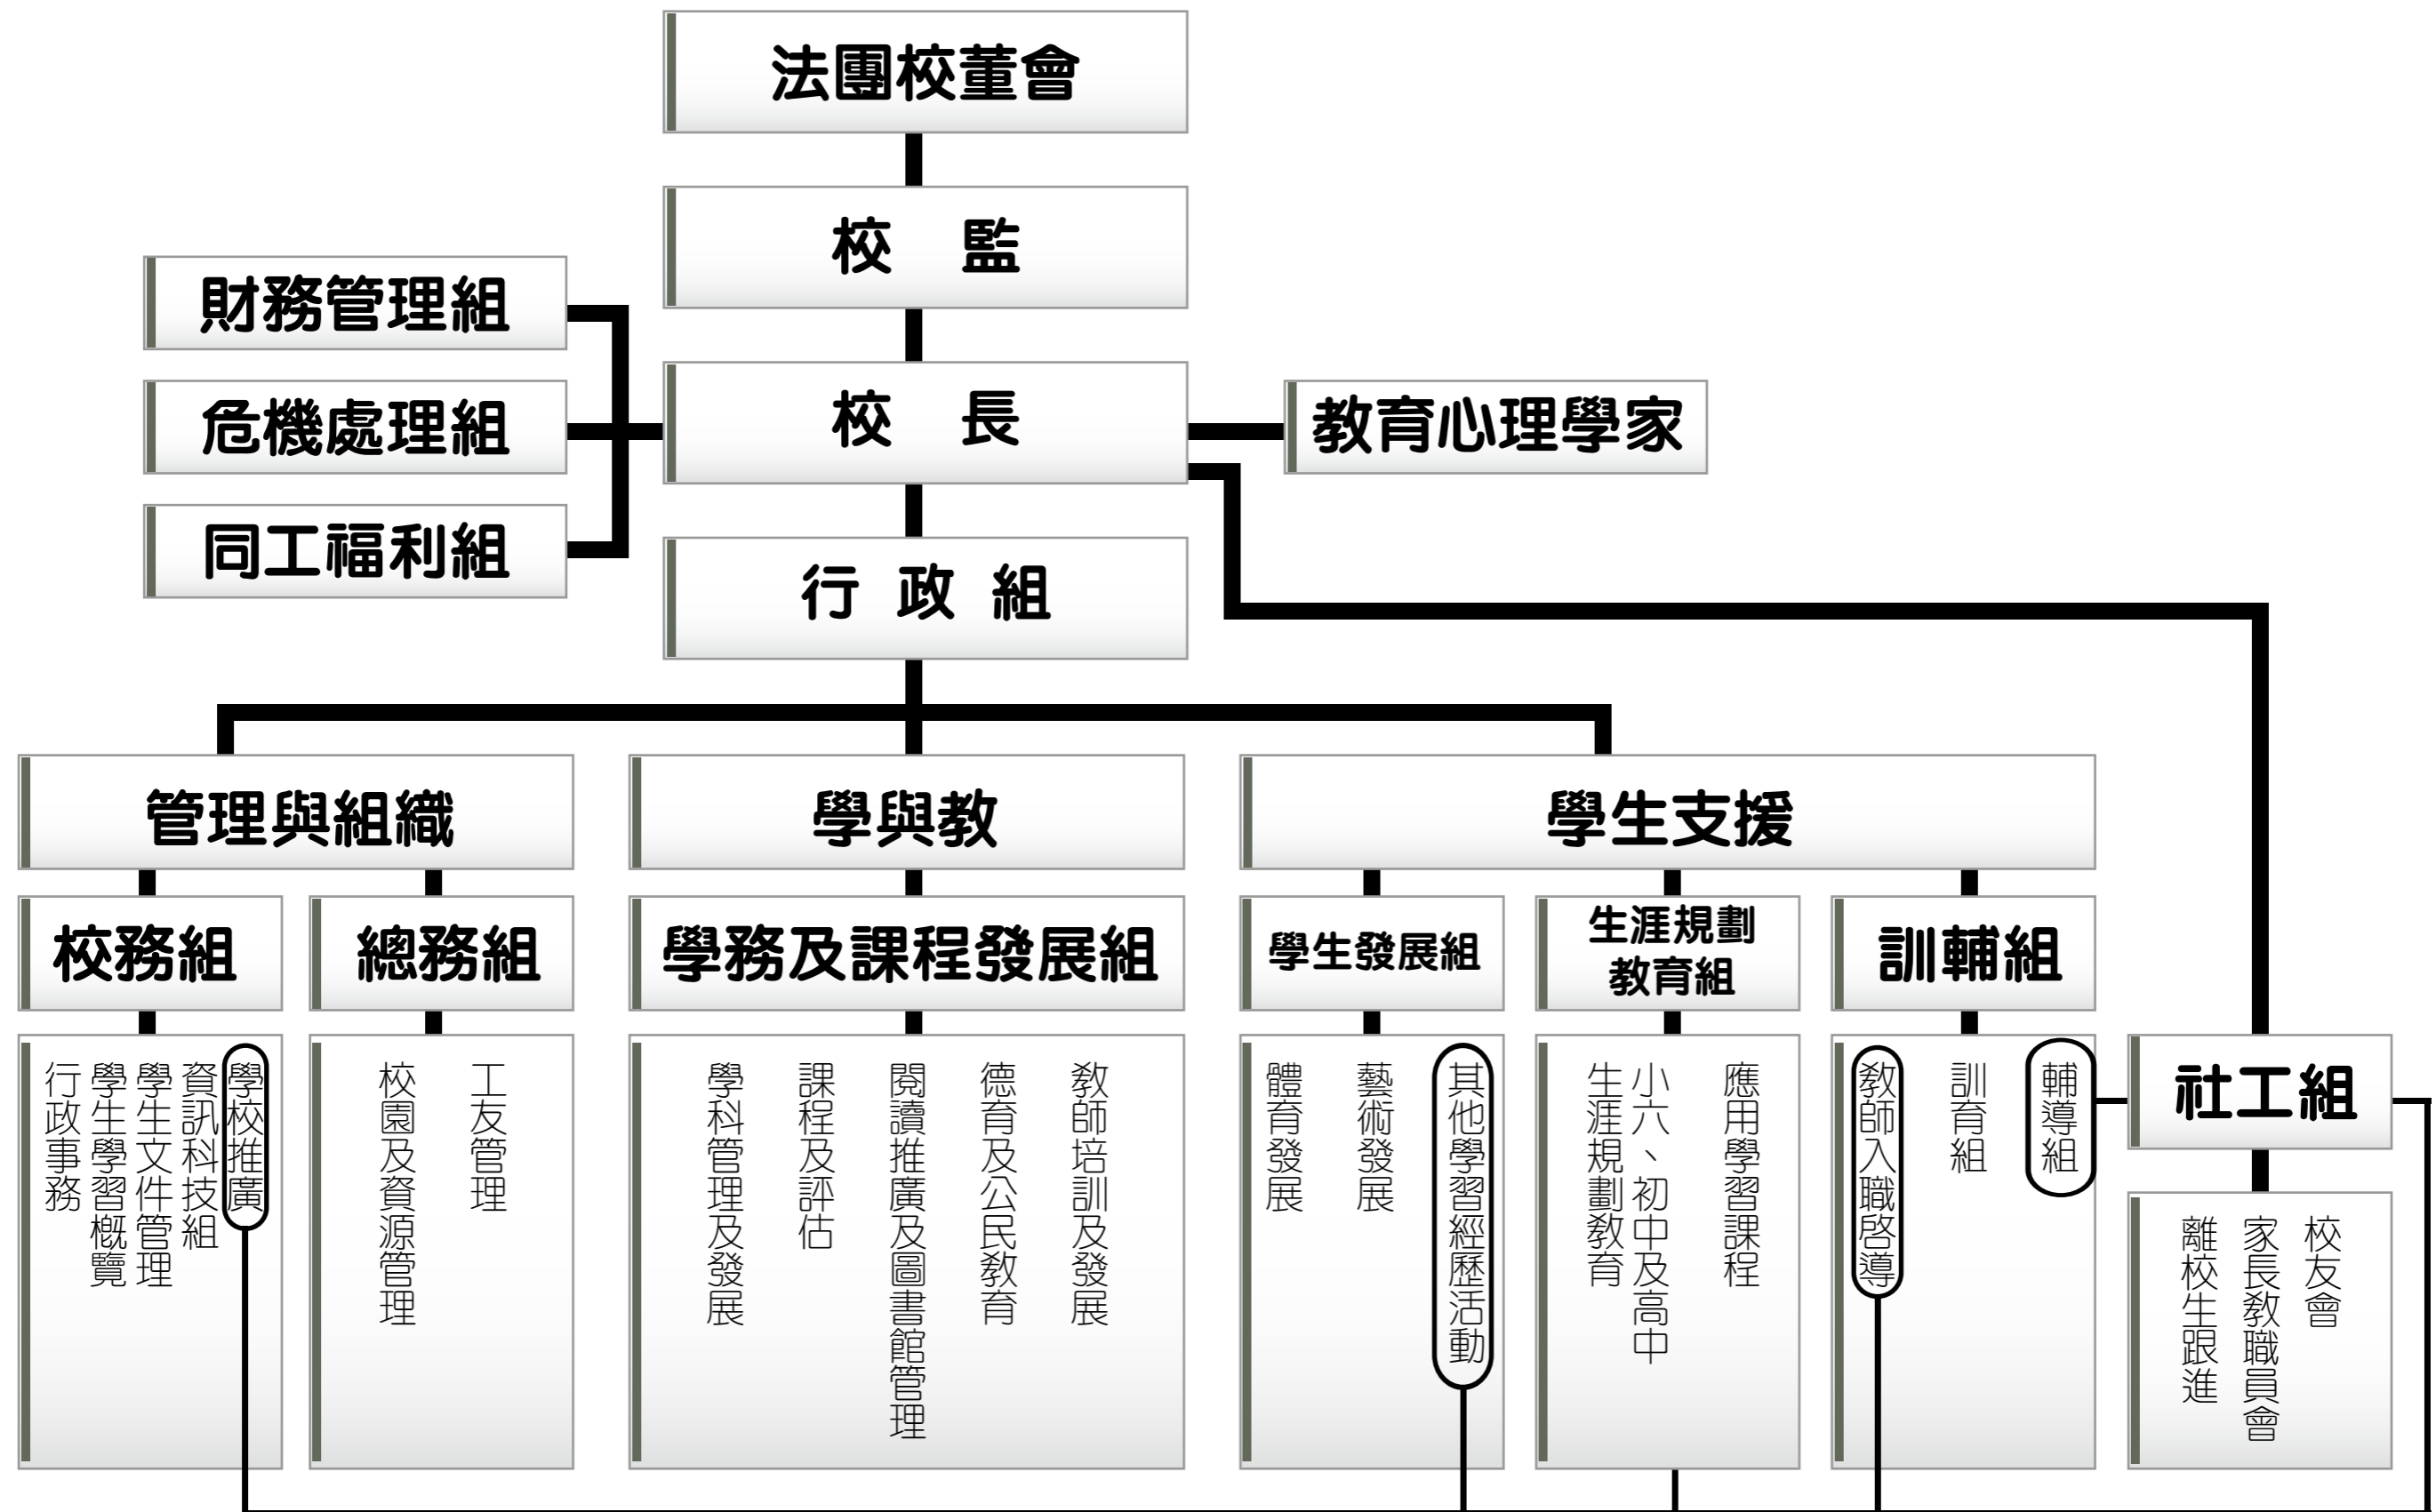 法團校董會
校 監
財務管理組
校 長
危機處理組
教育心理學家
同工福利組
行 政 組
管理與組織
學與教
學生支援
校務組
總務組
學務及課程發展組
學生發展組
生涯規劃
教育組
訓輔組
學校推廣
資訊科技組
學生文件管理
學生學習概覽
行政事務
工友管理
校園及資源管理
教師培訓及發展
德育及公民教育
閱讀推廣及圖書館管理
課程及評估
學科管理及發展
其他學習經歷活動
藝術發展
體育發展
應用學習課程
小六、初中及高中
生涯規劃教育
輔導組
訓育組
教師入職啓導
社工組
校友會
家長教職員會
離校生跟進